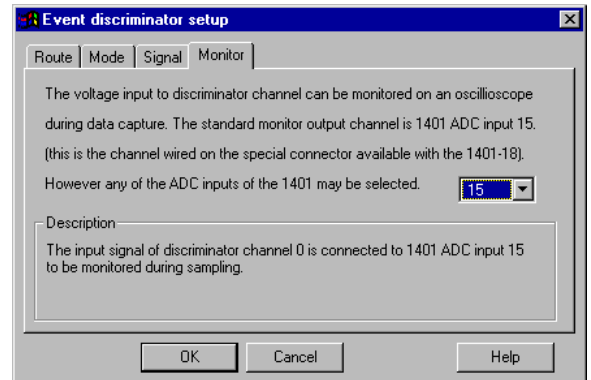 Event discriminator setup
Route Mode Signal Monitor
The voltage input to discriminator channel can be monitored on an oscillioscope
during data capture. The standard monitor output channel is 1401 ADC input 15.
(this is the channel wired on the special connector available with the 1401-18).
However any of the ADC inputs of the 1401 may be selected. 15
Description
The input signal of discriminator channel 0 is connected to 1401 ADC input 15
to be monitored during sampling.
OK Cancel Help